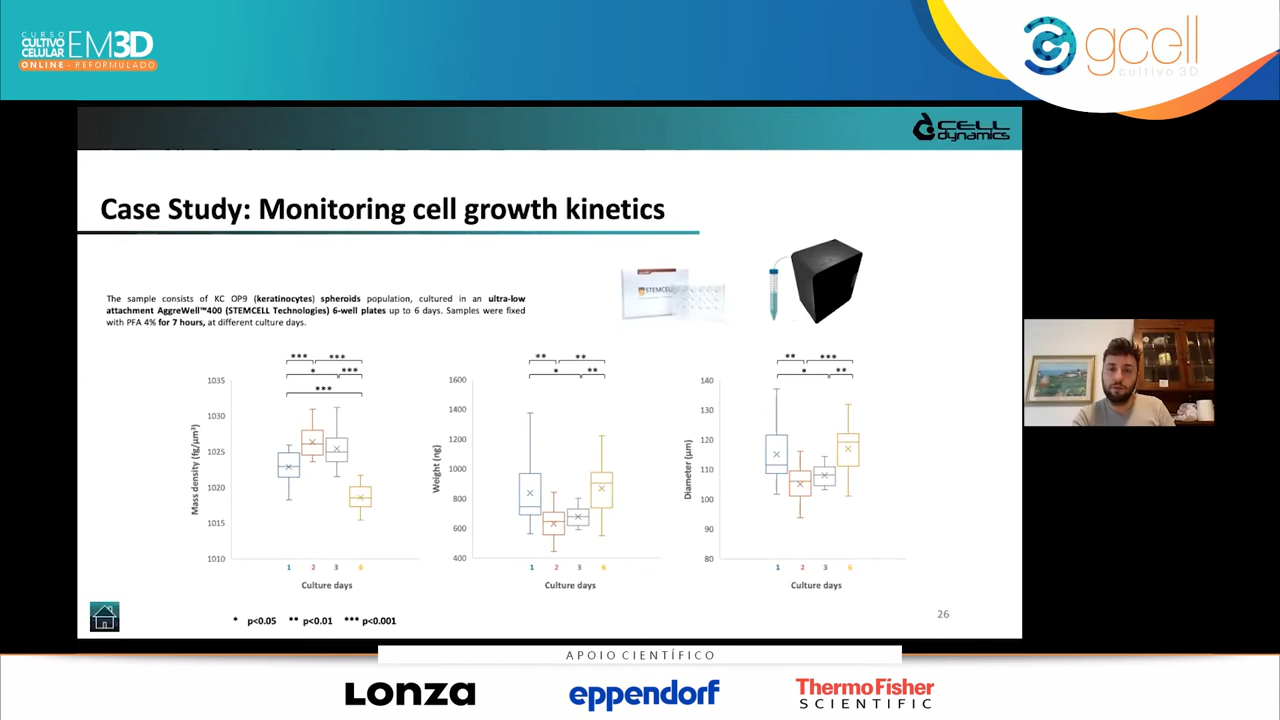 CURSO
CULTIVO
CELULAR
EM3D
ONLINE - REFORMULADO
gcell
cultivo 3D
CELL
dynamics
Case Study: Monitoring cell growth kinetics
The sample consists of KC OP9 (keratinocytes) spheroids population, cultured in an ultra-low
attachment AggreWell™400 (STEMCELL Technologies) 6-well plates up to 6 days. Samples were fixed
with PFA 4% for 7 hours, at different culture days.
STEMCELL
*** ***
* ***
***
1035
1030
1025
1020
1015
1010
Mass density (fg/µm³)
1 2 3 6
Culture days
** **
* **
1600
1400
1200
1000
800
600
400
Weight (ng)
1 2 3 6
Culture days
** ***
* **
140
130
120
110
100
90
80
Diameter (µm)
1 2 3 6
Culture days
* p<0.05 ** p<0.01 *** p<0.001
26
APOIO CIENTÍFICO
Lonza
eppendorf
ThermoFisher
SCIENTIFIC